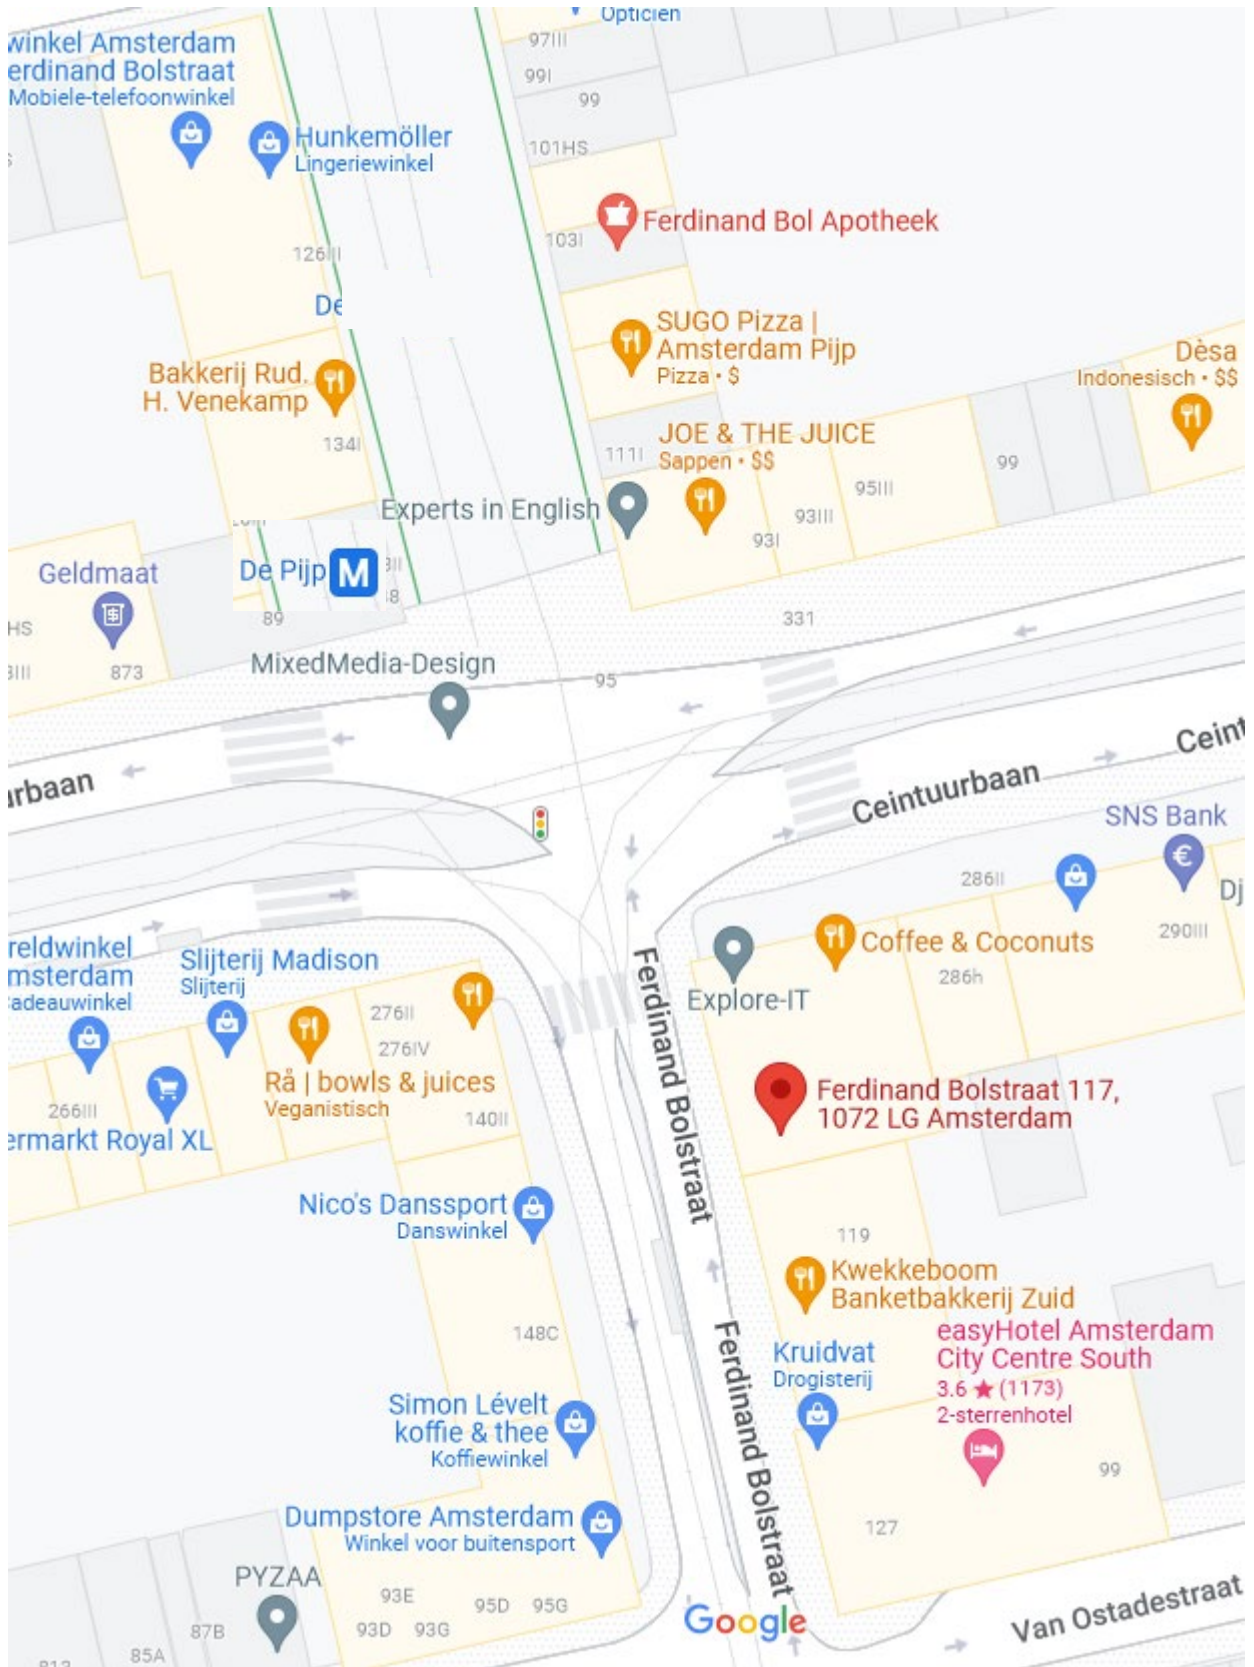 Opticien
97III
99I
99
winkel Amsterdam
erdinand Bolstraat
Mobiele-telefoonwinkel
Hunkemöller
Lingeriewinkel
101HS
Ferdinand Bol Apotheek
103I
126III
De
SUGO Pizza |
Amsterdam Pijp
Pizza • $
Dèsa
Indonesisch • $$
Bakkerij Rud.
H. Venekamp
134I
JOE & THE JUICE
Sappen • $$
111I
99
95III
93III
93I
Experts in English
De Pijp M
Geldmaat
HS
89
331
873
MixedMedia-Design
95
Ceint
Ceintuurbaan
urbaan
SNS Bank
286II
Dj
290III
Coffee & Coconuts
286h
Explore-IT
reldwinkel
msterdam
Cadeauwinkel
Slijterij Madison
Slijterij
276II
276IV
Rå | bowls & juices
Veganistisch
266III
140II
ermarkt Royal XL
Ferdinand Bolstraat
Ferdinand Bolstraat 117,
1072 LG Amsterdam
Nico's Danssport
Danswinkel
119
Kwekkeboom
Banketbakkerij Zuid
148C
easyHotel Amsterdam
City Centre South
3.6 ★ (1173)
2-sterrenhotel
Kruidvat
Drogisterij
Ferdinand Bolstraat
Simon Lévelt
koffie & thee
Koffiewinkel
99
127
Dumpstore Amsterdam
Winkel voor buitensport
PYZAA
93E
95D
95G
93D
93G
87B
85A
Google
Van Ostadestraat